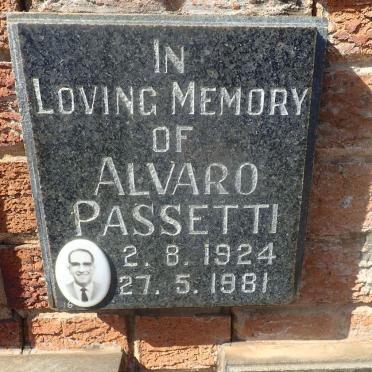 IN
LOVING MEMORY
OF
ALVARO
PASSETTI
2. 8. 1924
27. 5. 1981